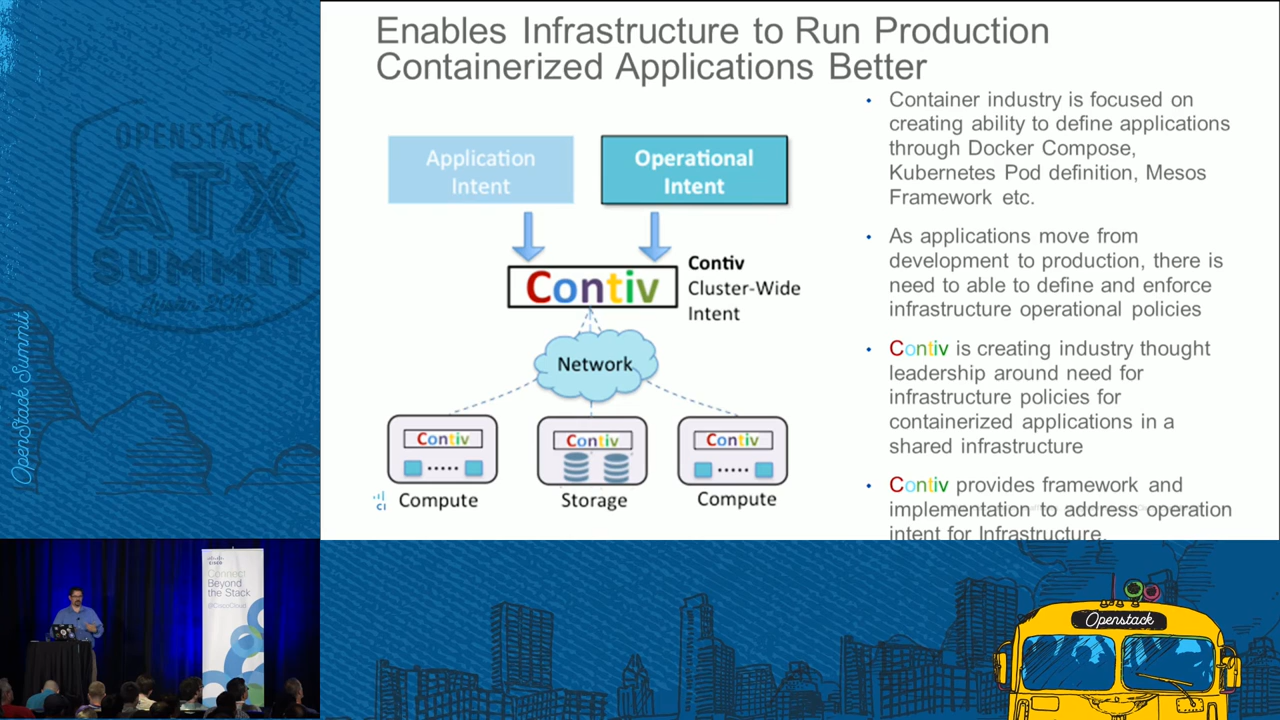 Enables Infrastructure to Run Production
Containerized Applications Better
Application
Intent
Operational
Intent
Contiv
Contiv
Cluster-Wide
Intent
Network
Contiv
Contiv
Contiv
CI
Compute
Storage
Compute
• Container industry is focused on
creating ability to define applications
through Docker Compose,
Kubernetes Pod definition, Mesos
Framework etc.
• As applications move from
development to production, there is
need to able to define and enforce
infrastructure operational policies
• Contiv is creating industry thought
leadership around need for
infrastructure policies for
containerized applications in a
shared infrastructure
• Contiv provides framework and
implementation to address operation
intent for Infrastructure.
OPENSTACK
ATX
SUMMIT
OpenStack Summit
CISCO
Connect
Beyond
the Stack
@CiscoCloud
Openstack